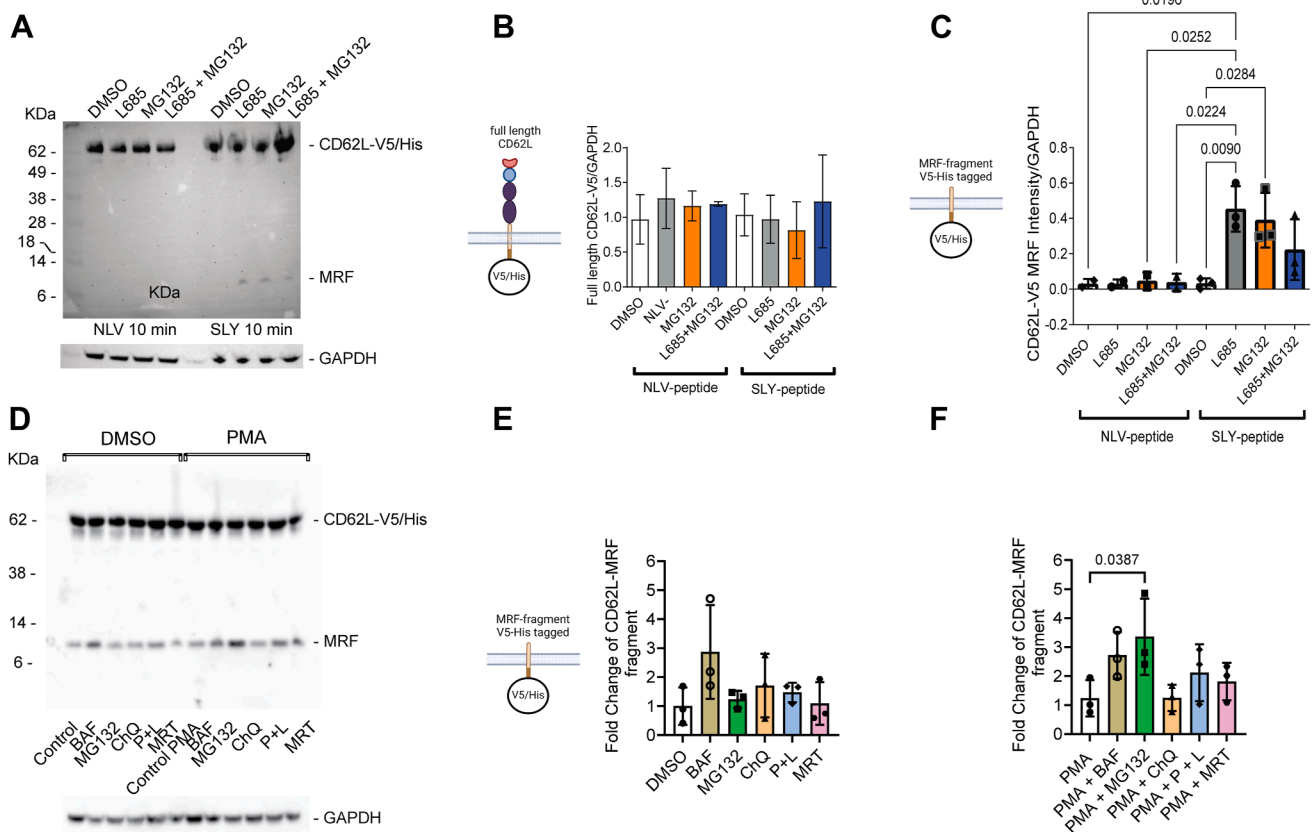 A
KDa
DMSO
L685
MG132
L685 + MG132
DMSO
L685
MG132
L685 + MG132
62 -
49 -
38 -
28 -
18
14 -
6 -
- CD62L-V5/His
- MRF
KDa
NLV 10 min
SLY 10 min
- GAPDH
B
full length
CD62L
V5/His
Full length CD62L-V5/GAPDH
2.0
1.5
1.0
0.5
0.0
DMSO
NLV-
MG132
L685+MG132
DMSO
L685
MG132
L685+MG132
NLV-peptide
SLY-peptide
C
MRF-fragment
V5-His tagged
V5/His
CD62L-V5 MRF Intensity/GAPDH
0.0196
0.0252
0.0284
0.0224
0.0090
0.8
0.6
0.4
0.2
0.0
-0.2
DMSO
L685
MG132
L685+MG132
DMSO
L685
MG132
L685+MG132
NLV-peptide
SLY-peptide
D
DMSO
PMA
KDa
62 -
38 -
14 -
6 -
- CD62L-V5/His
- MRF
Control
BAF
MG132
ChQ
P+L
MRT
Control PMA
BAF
MG132
ChQ
P+L
MRT
- GAPDH
E
MRF-fragment
V5-His tagged
V5/His
Fold Change of CD62L-MRF
fragment
6
5
4
3
2
1
0
DMSO
BAF
MG132
ChQ
P+L
MRT
F
Fold Change of CD62L-MRF
fragment
0.0387
6
5
4
3
2
1
0
PMA
PMA + BAF
PMA + MG132
PMA + ChQ
PMA + P + L
PMA + MRT